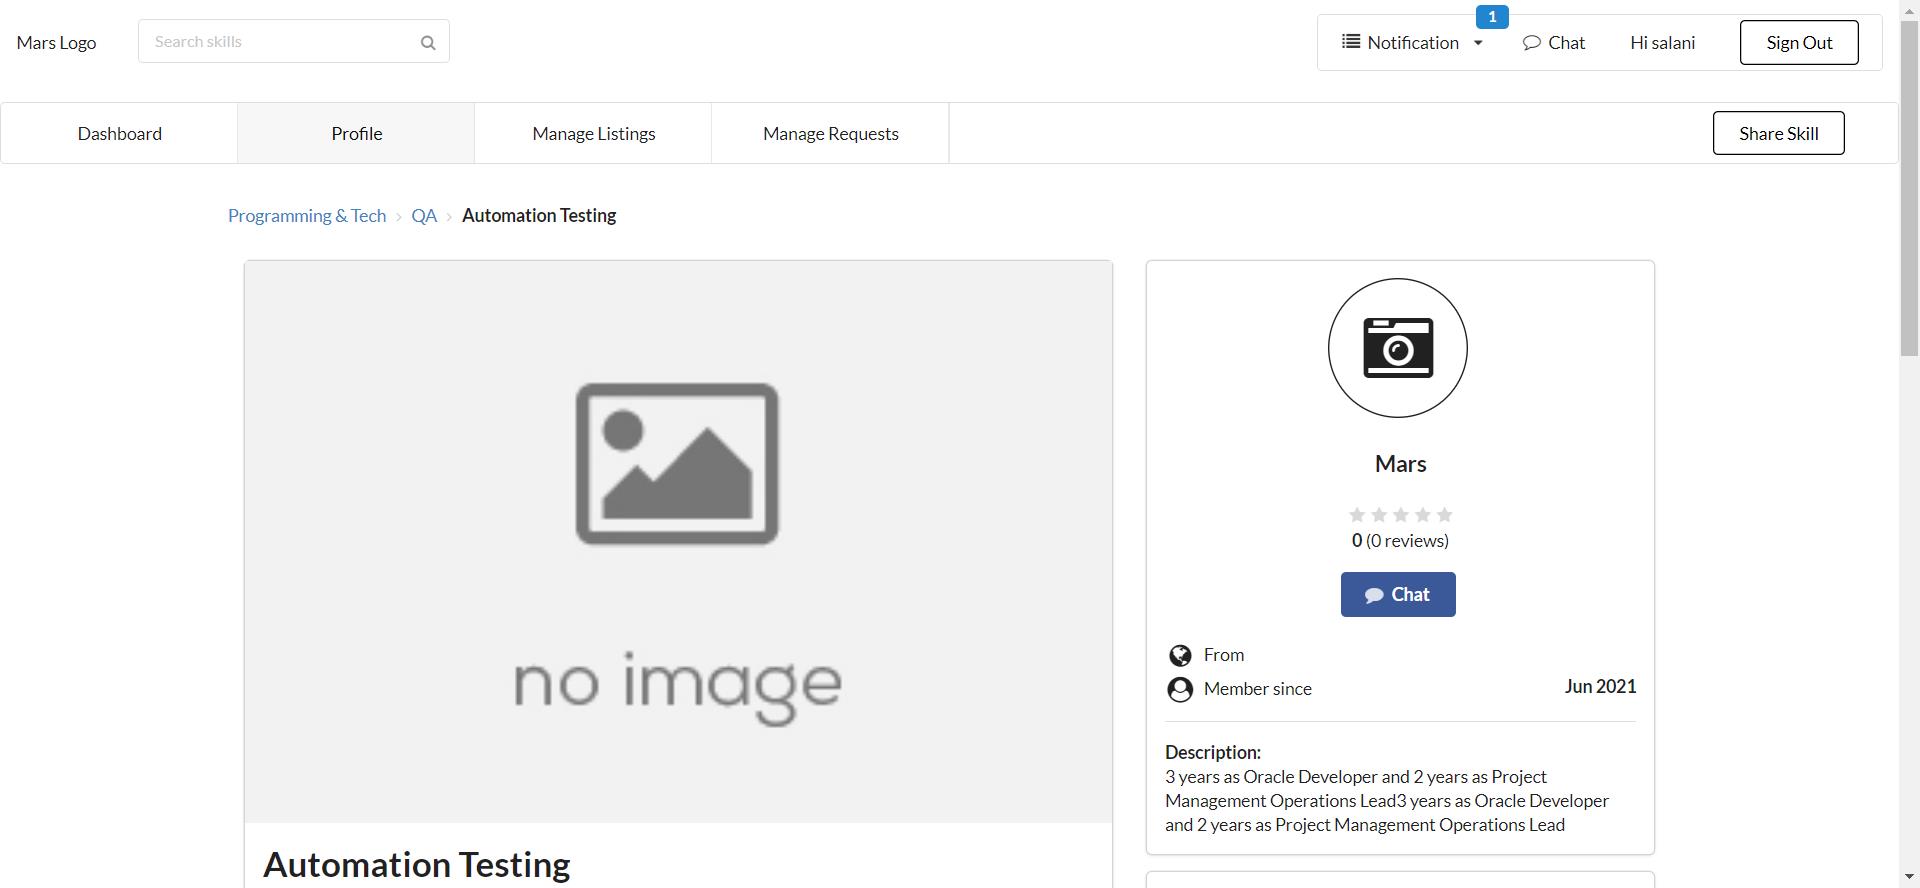 Mars Logo
Search skills
Notification
1
Chat
Hi salani
Sign Out
Dashboard
Profile
Manage Listings
Manage Requests
Share Skill
Programming & Tech › QA › Automation Testing
no image
Automation Testing
Mars
0 (0 reviews)
Chat
From
Member since Jun 2021
Description:
3 years as Oracle Developer and 2 years as Project
Management Operations Lead3 years as Oracle Developer
and 2 years as Project Management Operations Lead